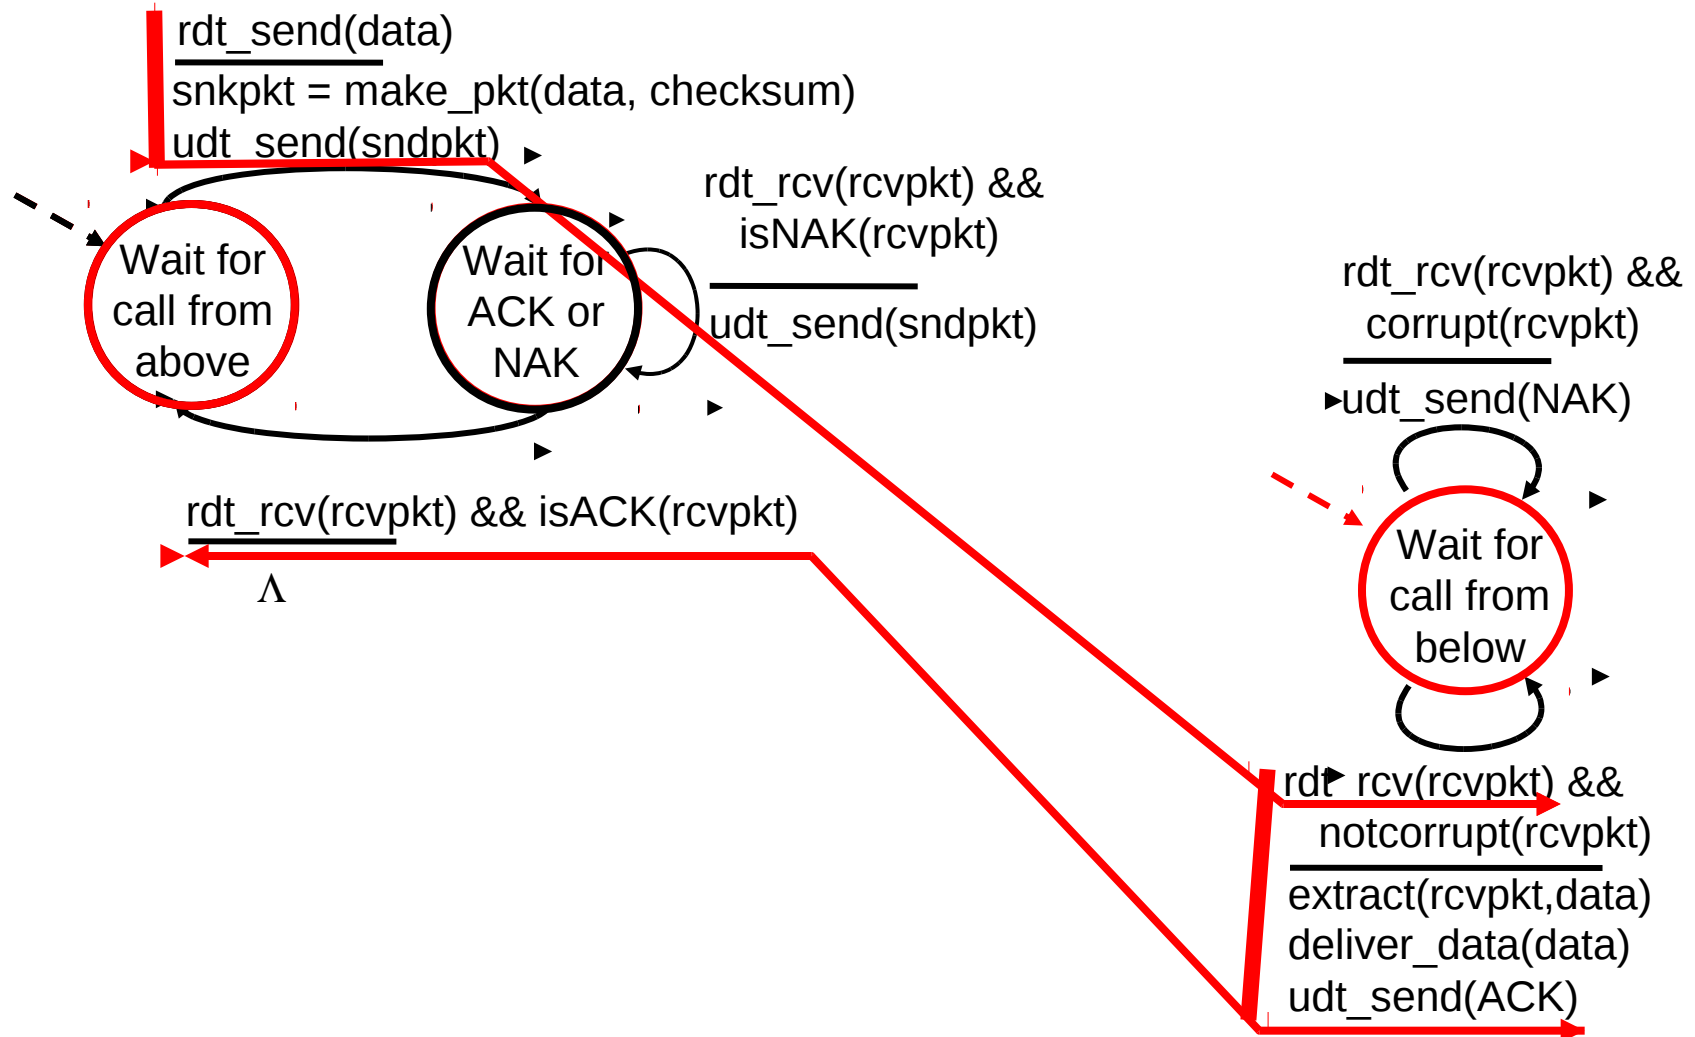 rdt_send(data)
snkpkt = make_pkt(data, checksum)
udt_send(sndpkt)
rdt_rcv(rcvpkt) &&
isNAK(rcvpkt)
udt_send(sndpkt)
Wait for
call from
above
Wait for
ACK or
NAK
rdt_rcv(rcvpkt) && isACK(rcvpkt)
Λ
rdt_rcv(rcvpkt) &&
corrupt(rcvpkt)
udt_send(NAK)
Wait for
call from
below
rdt_rcv(rcvpkt) &&
notcorrupt(rcvpkt)
extract(rcvpkt,data)
deliver_data(data)
udt_send(ACK)